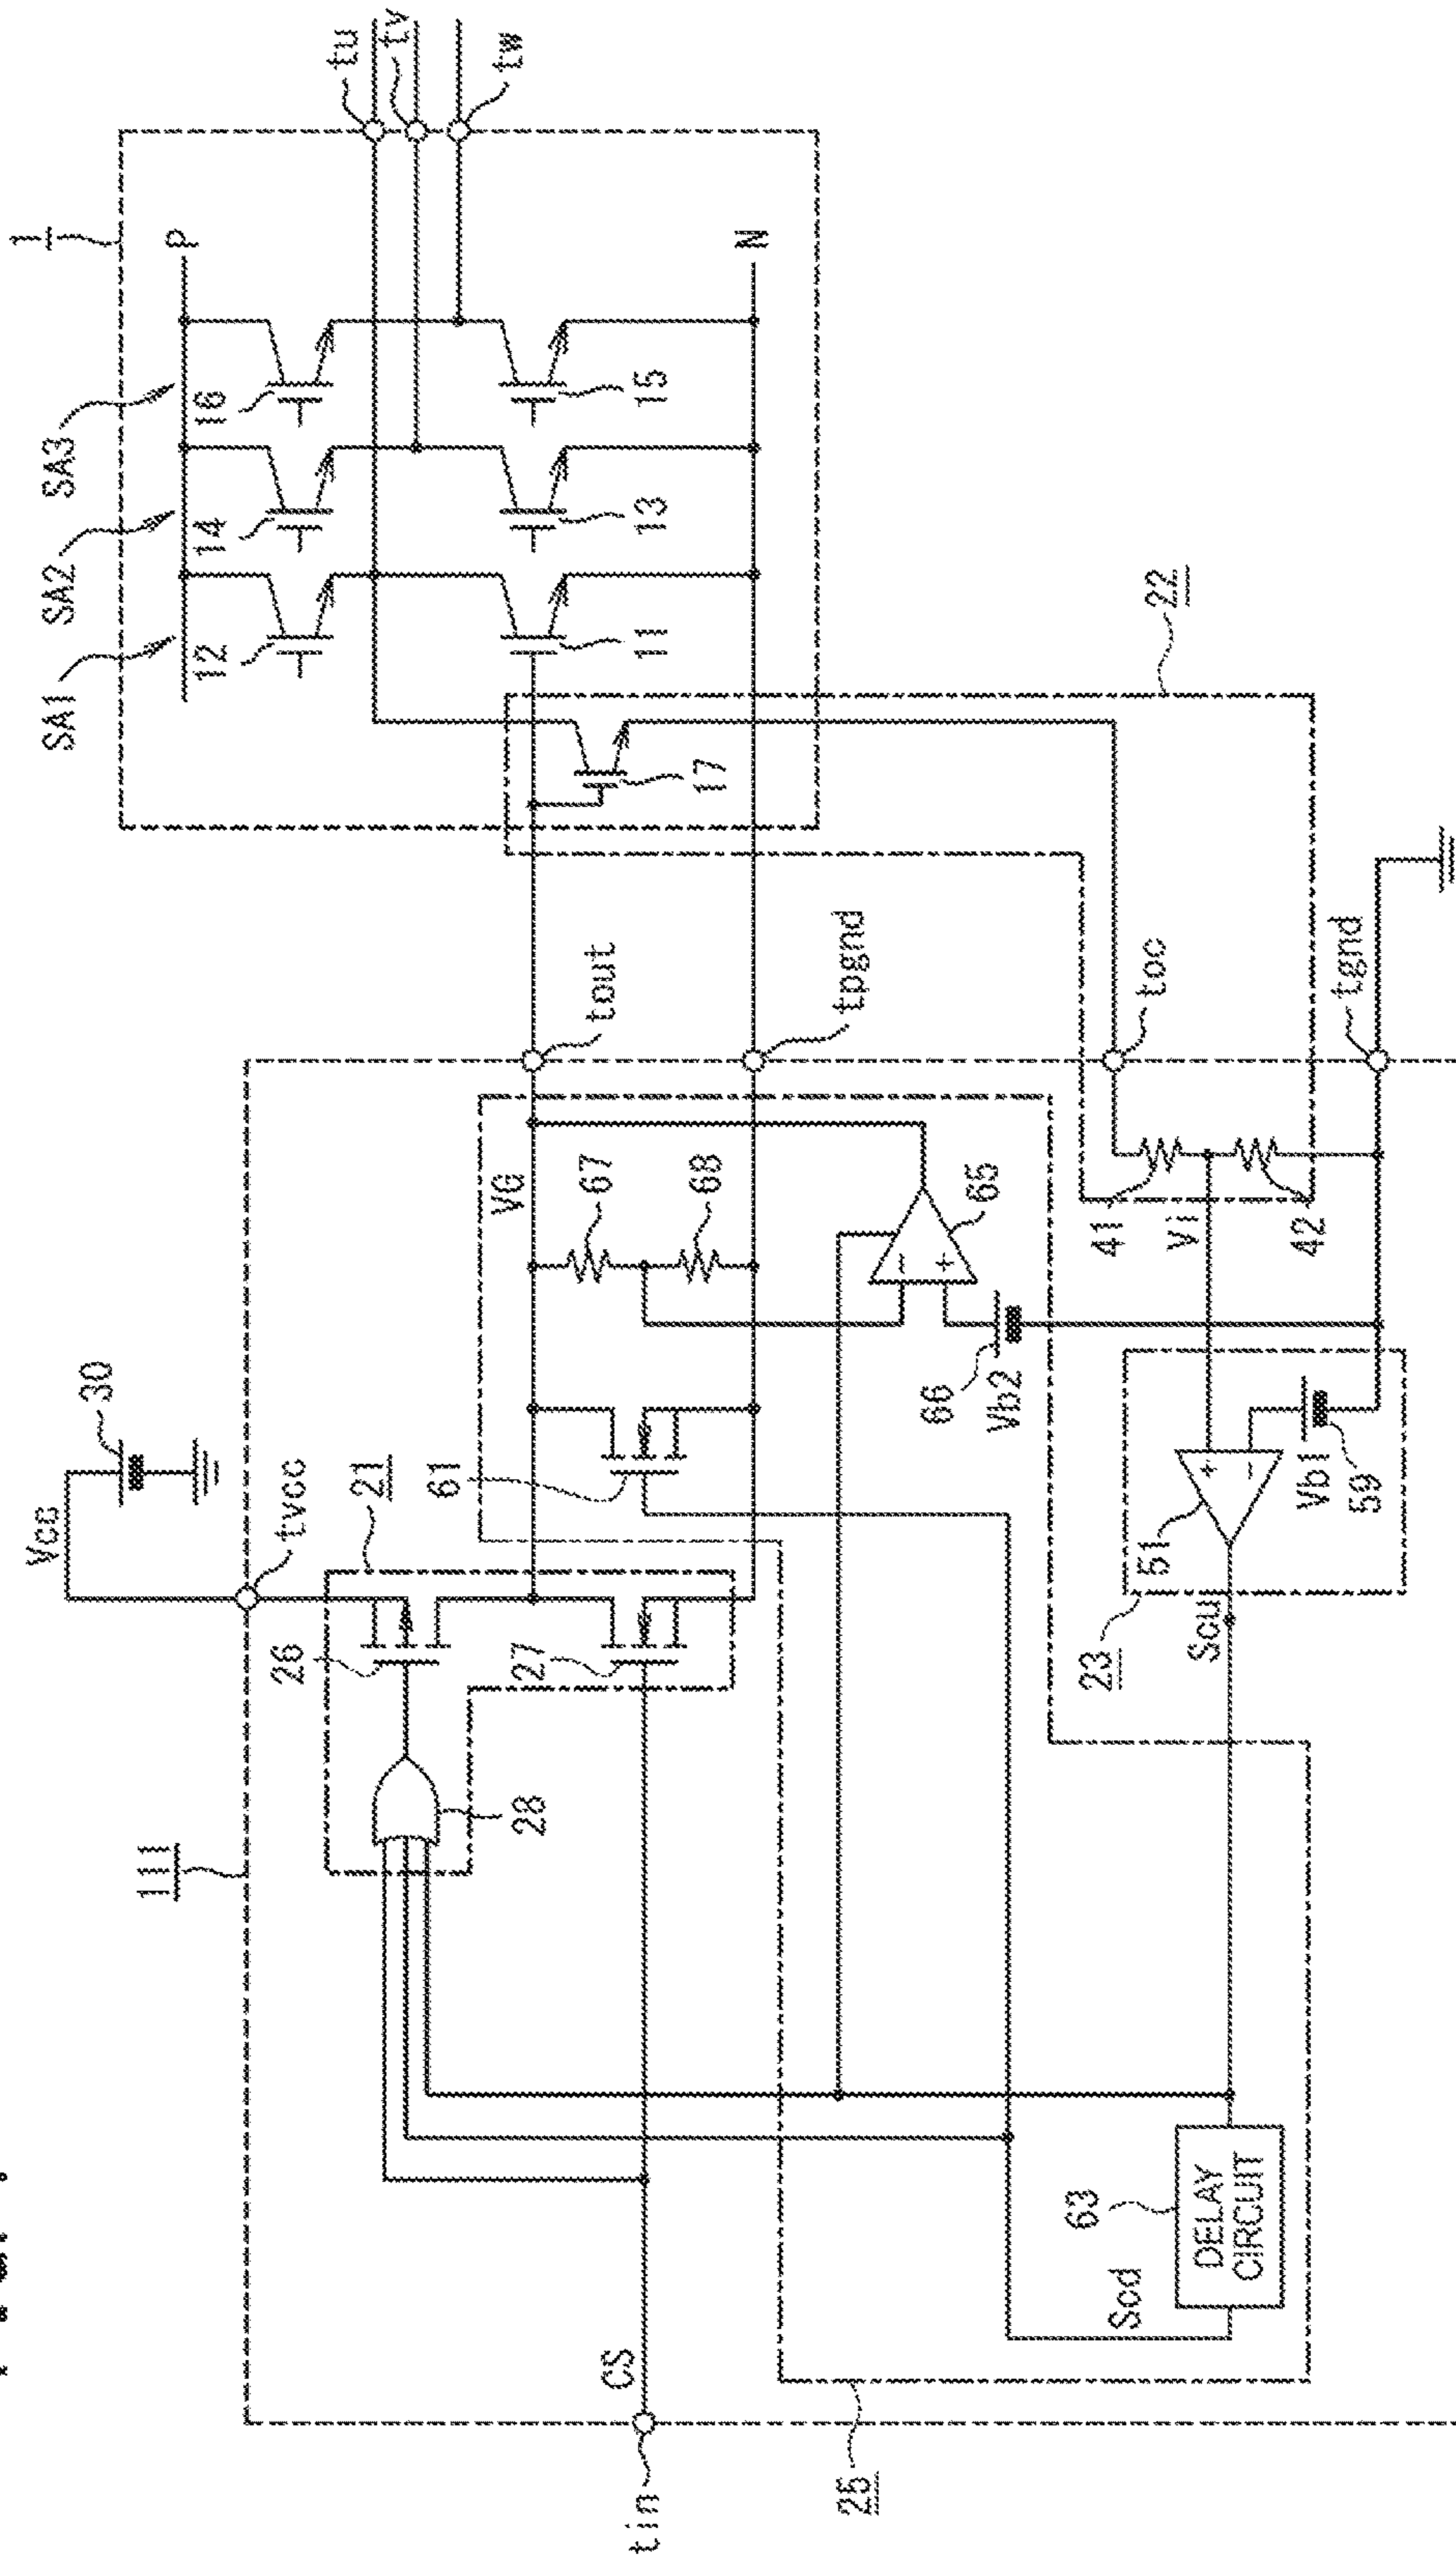 1
tu
tv
tw
P
N
SA1
SA2
SA3
12
14
16
11
13
15
17
22
tout
tpgnd
toc
tgnd
Vcc
30
tvcc
111
21
26
27
28
61
VG
67
68
65
66
Vb2
41
Vi
42
51
Vb1
59
23
Scu
63
DELAY
CIRCUIT
Scd
CS
tin
25